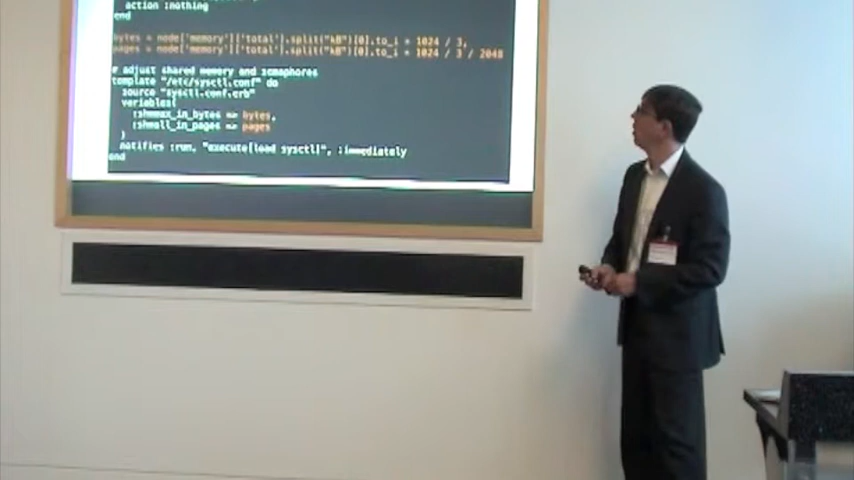 action :nothing
end
bytes = node['memory']['total'].split("kB")[0].to_i * 1024 / 3,
pages = node['memory']['total'].split("kB")[0].to_i * 1024 / 3 / 2048
# adjust shared memory and semaphores
template "/etc/sysctl.conf" do
source "sysctl.conf.erb"
variables(
:shmmax_in_bytes => bytes,
:shmall_in_pages => pages
)
notifies :run, "execute[load sysctl]", :immediately
end